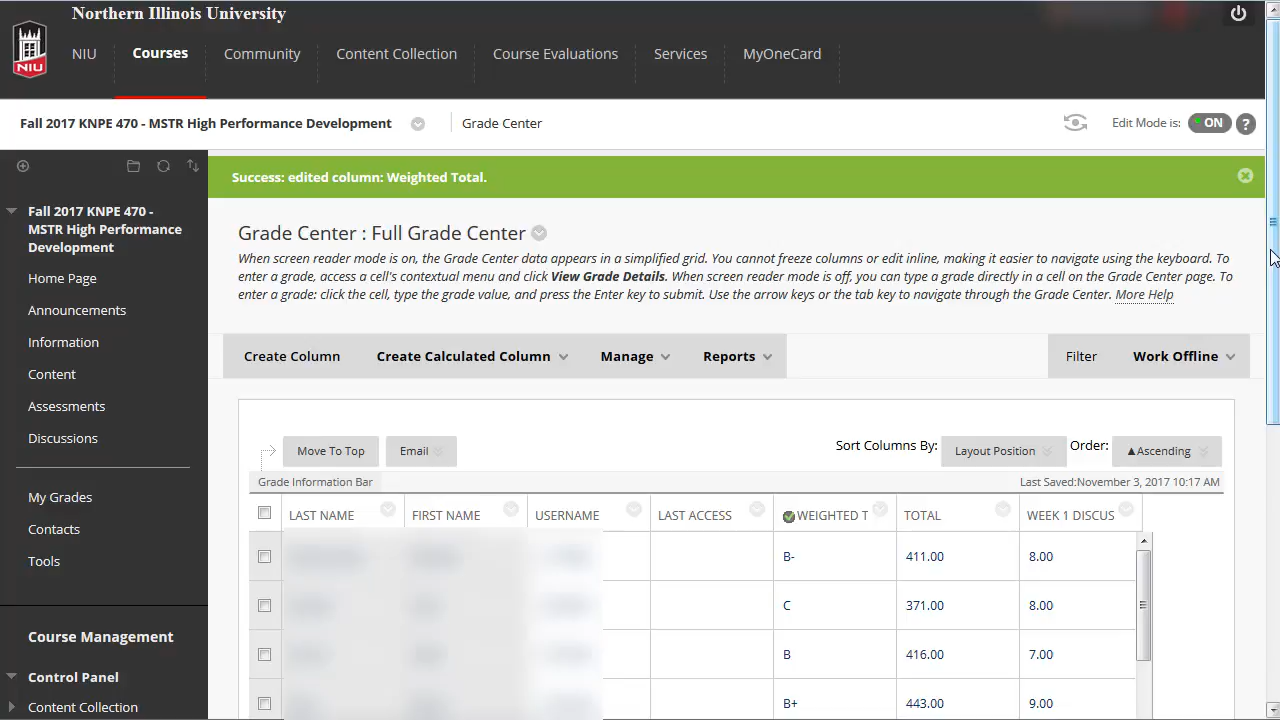 Northern Illinois University
NIU
NIU
Courses
Community
Content Collection
Course Evaluations
Services
MyOneCard
Fall 2017 KNPE 470 - MSTR High Performance Development
Grade Center
Edit Mode is:
ON
?
Success: edited column: Weighted Total.
Fall 2017 KNPE 470 -
MSTR High Performance
Development
Home Page
Announcements
Information
Content
Assessments
Discussions
My Grades
Contacts
Tools
Course Management
Control Panel
Content Collection
Grade Center : Full Grade Center
When screen reader mode is on, the Grade Center data appears in a simplified grid. You cannot freeze columns or edit inline, making it easier to navigate using the keyboard. To
enter a grade, access a cell's contextual menu and click View Grade Details. When screen reader mode is off, you can type a grade directly in a cell on the Grade Center page. To
enter a grade: click the cell, type the grade value, and press the Enter key to submit. Use the arrow keys or the tab key to navigate through the Grade Center. More Help
Create Column
Create Calculated Column
Manage
Reports
Filter
Work Offline
Move To Top
Email
Sort Columns By:
Layout Position
Order:
▲Ascending
Grade Information Bar
Last Saved:November 3, 2017 10:17 AM
LAST NAME
FIRST NAME
USERNAME
LAST ACCESS
WEIGHTED T
TOTAL
WEEK 1 DISCUS
B-
411.00
8.00
C
371.00
8.00
B
416.00
7.00
B+
443.00
9.00